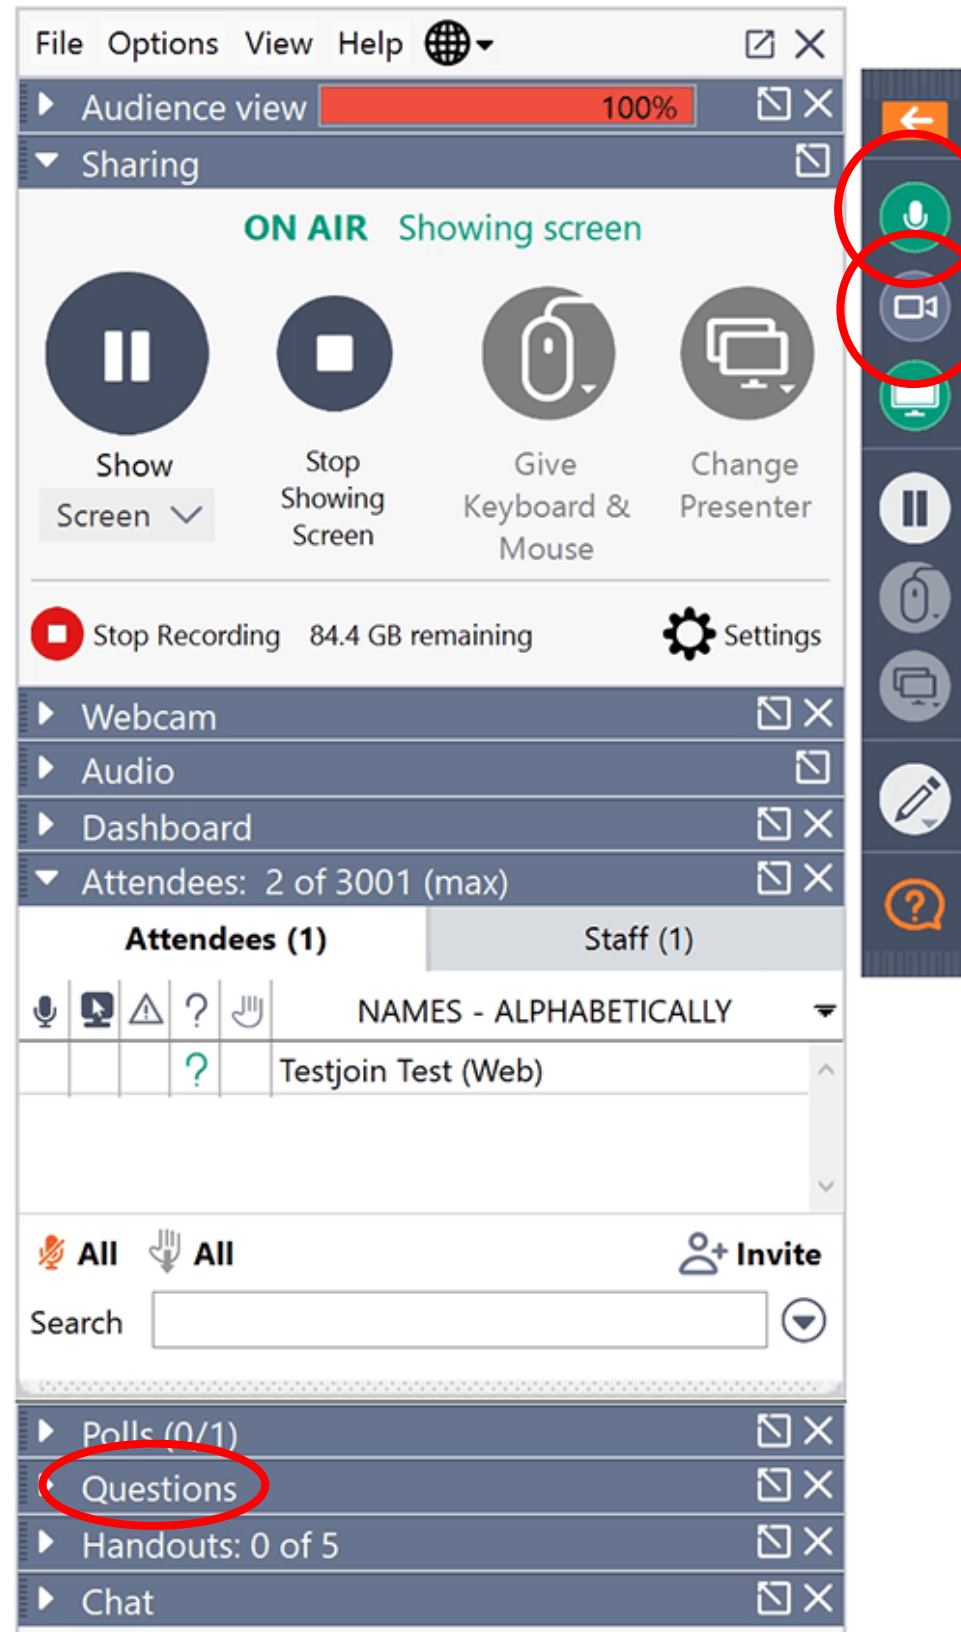 File Options View Help
Audience view 100%
Sharing
ON AIR Showing screen
Show
Screen
Stop
Showing
Screen
Give
Keyboard &
Mouse
Change
Presenter
Stop Recording 84.4 GB remaining Settings
Webcam
Audio
Dashboard
Attendees: 2 of 3001 (max)
Attendees (1) Staff (1)
? NAMES - ALPHABETICALLY
? Testjoin Test (Web)
All All Invite
Search
Polls (0/1)
Questions
Handouts: 0 of 5
Chat
?